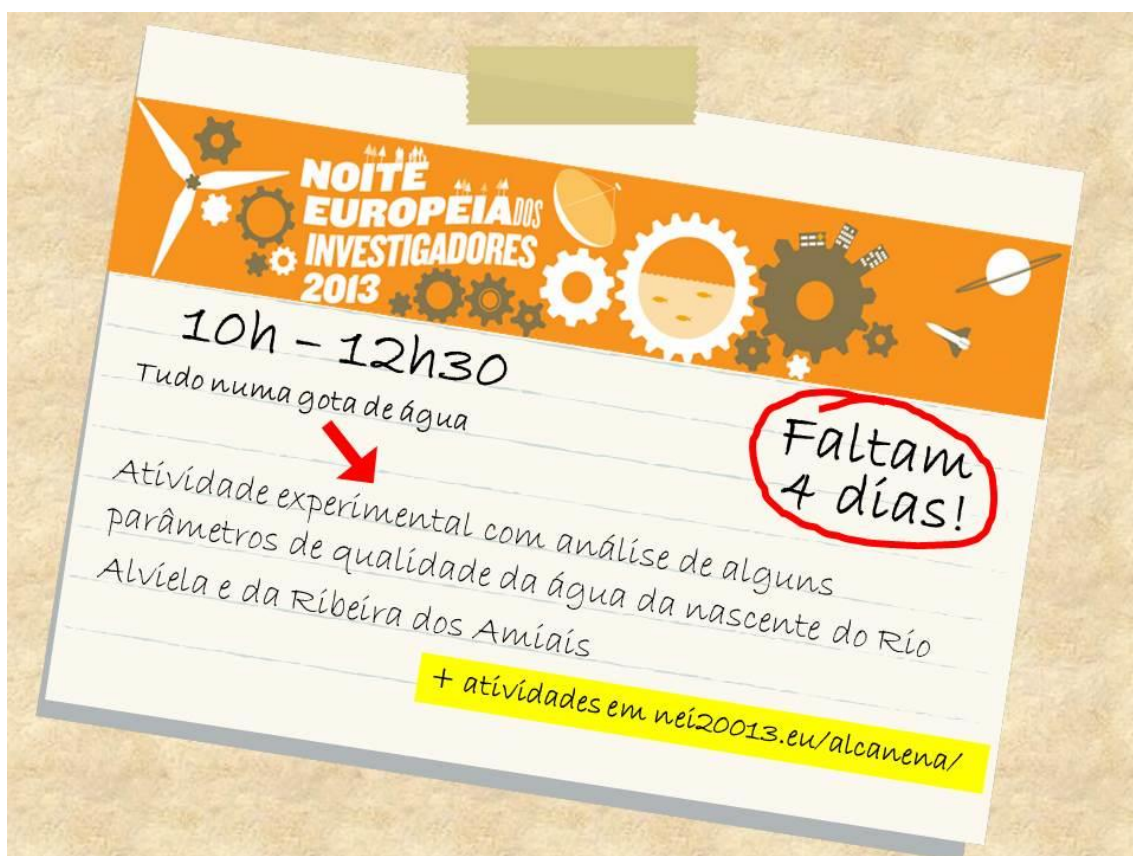 NOITE
EUROPEIA DOS
INVESTIGADORES
2013
10h – 12h30
Tudo numa gota de água
Faltam
4 dias!
Atividade experimental com análise de alguns
parâmetros de qualidade da água da nascente do Rio
Alviela e da Ribeira dos Amiais
+ atividades em nei20013.eu/alcanena/